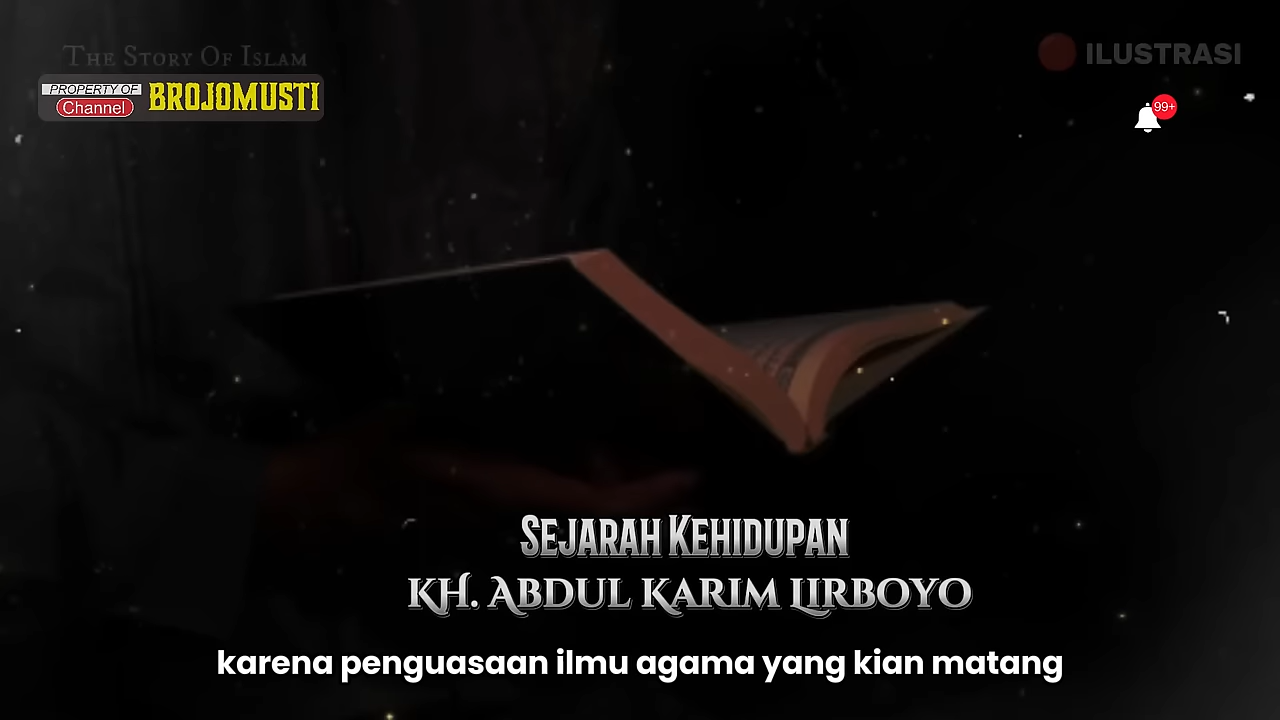 The Story Of Islam
ILUSTRASI
PROPERTY OF
Channel
BROJOMUSTI
99+
Sejarah Kehidupan
KH. Abdul Karim Lirboyo
karena penguasaan ilmu agama yang kian matang